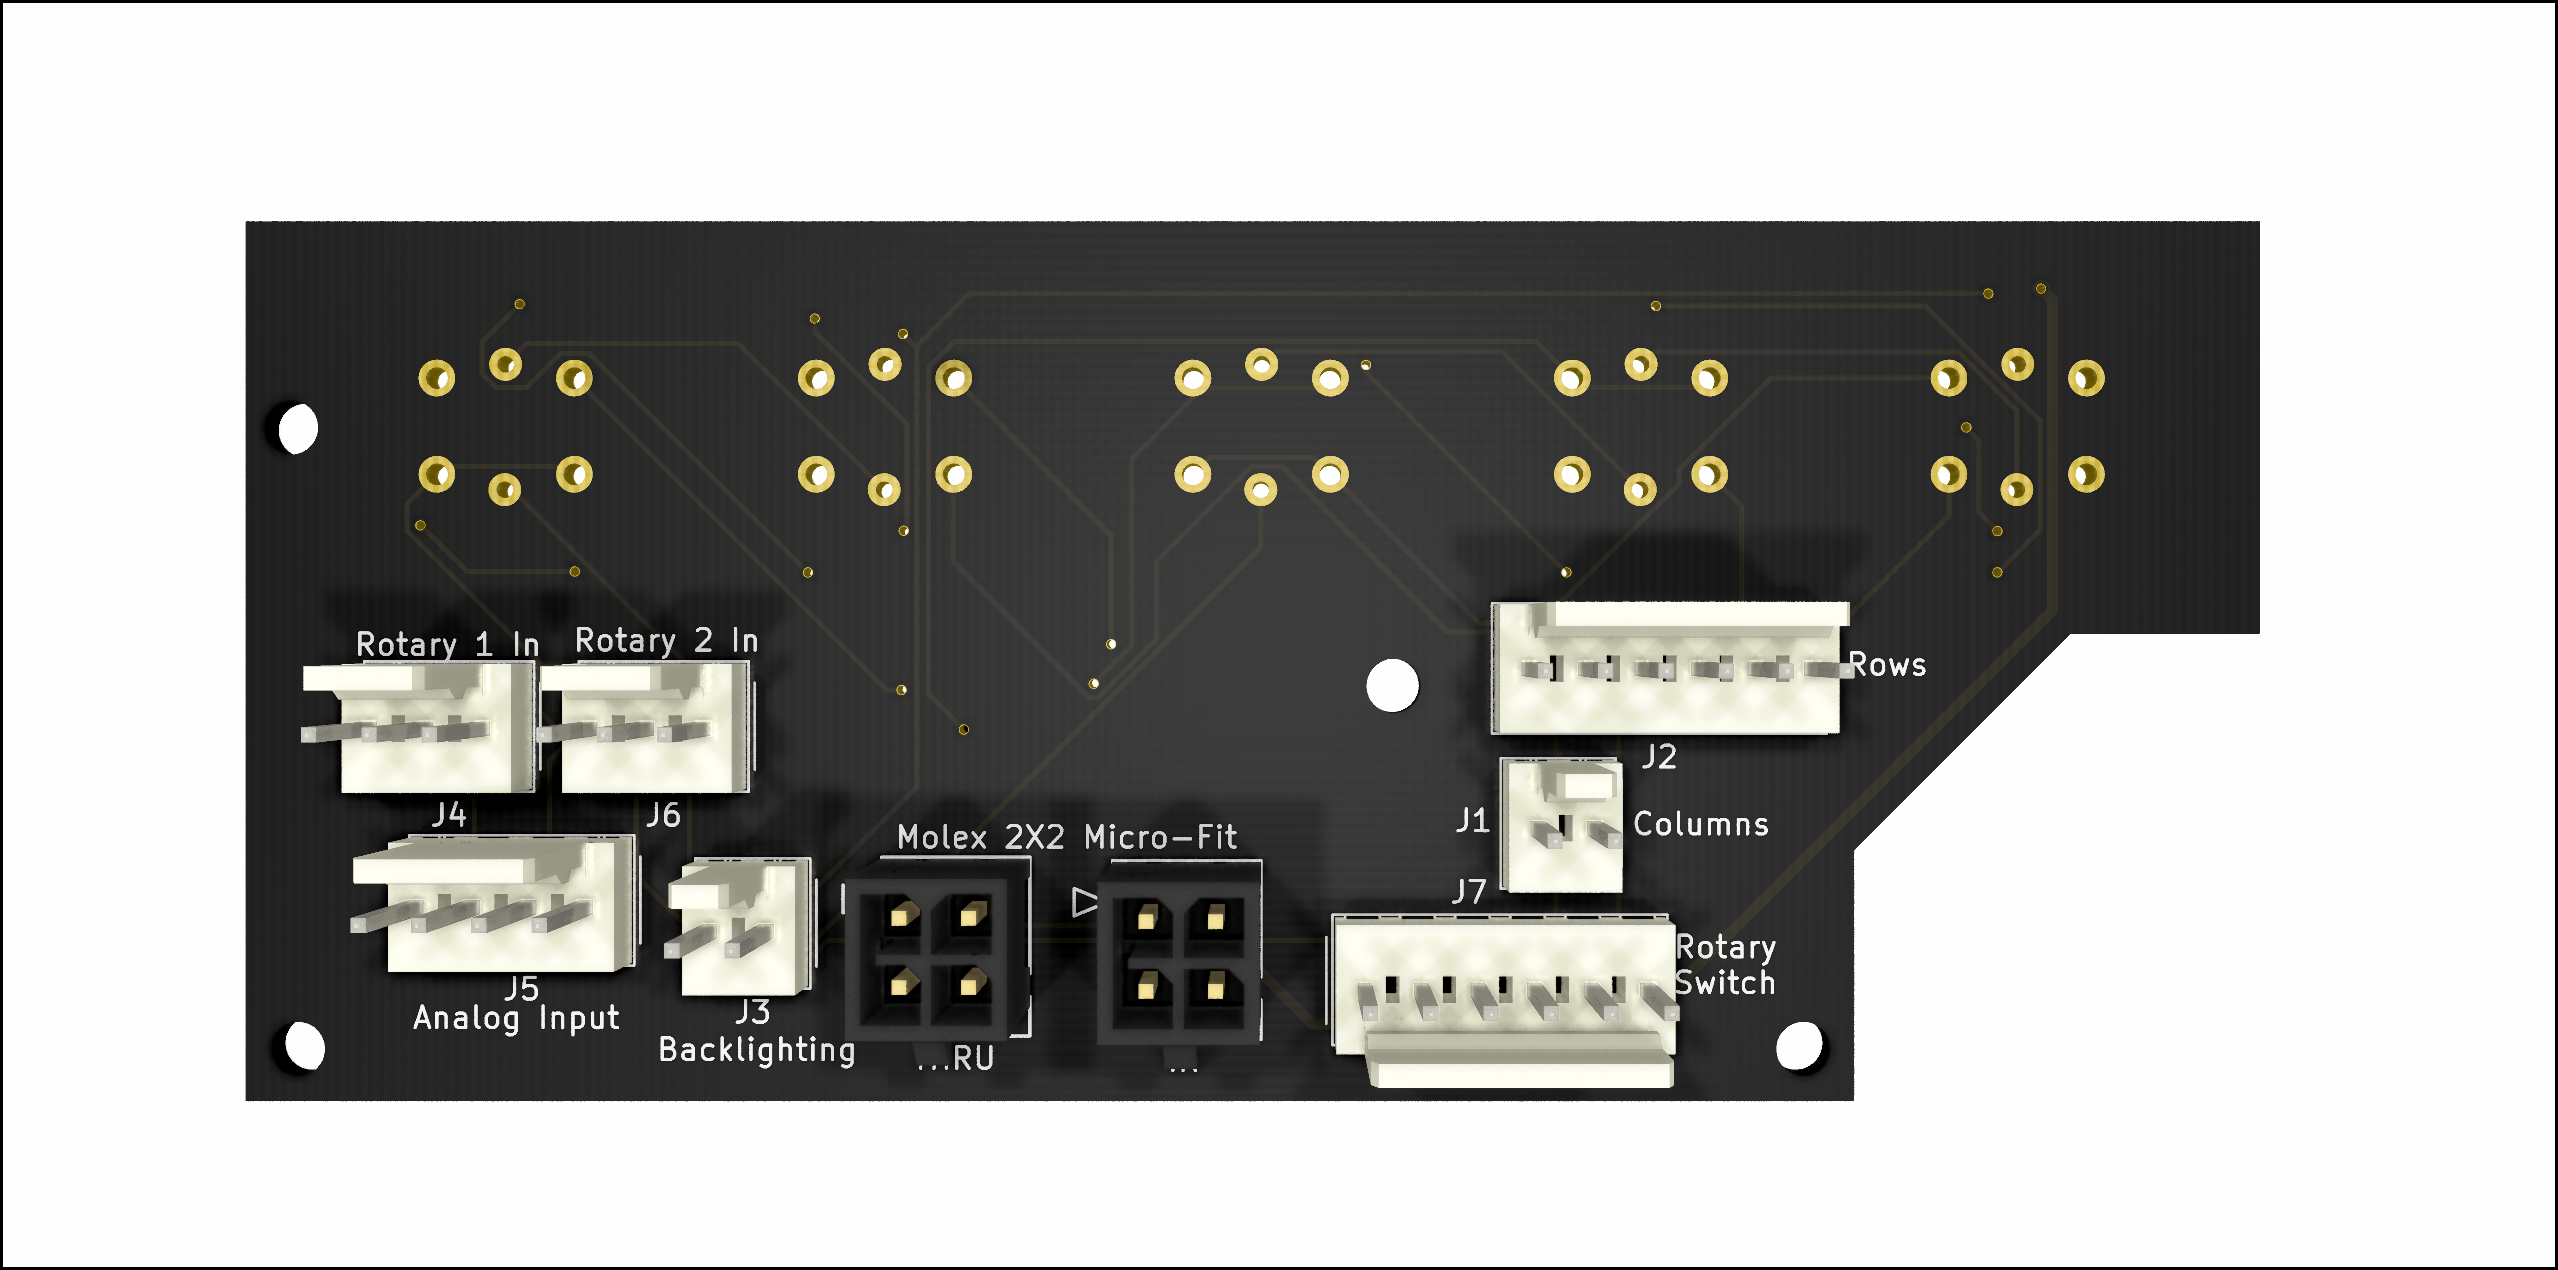 Rotary 1 In
Rotary 2 In
Rows
J2
J4
J6
J1
Columns
Molex 2X2 Micro-Fit
J7
Rotary
Switch
J5
Analog Input
J3
Backlighting
...RU
...